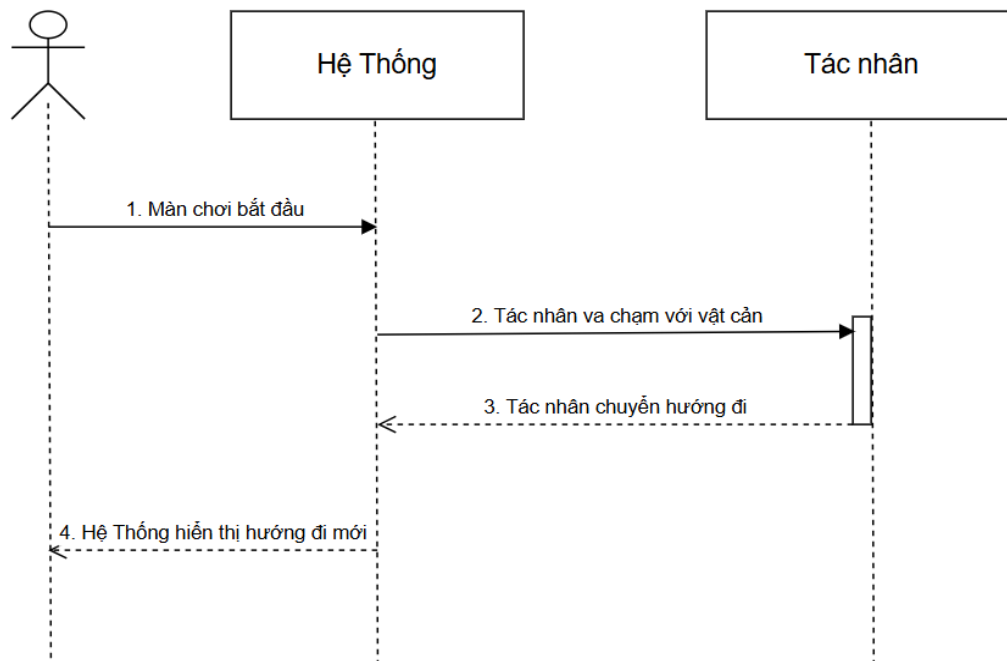 Hệ Thống
Tác nhân
1. Màn chơi bắt đầu
2. Tác nhân va chạm với vật cản
3. Tác nhân chuyển hướng đi
4. Hệ Thống hiển thị hướng đi mới